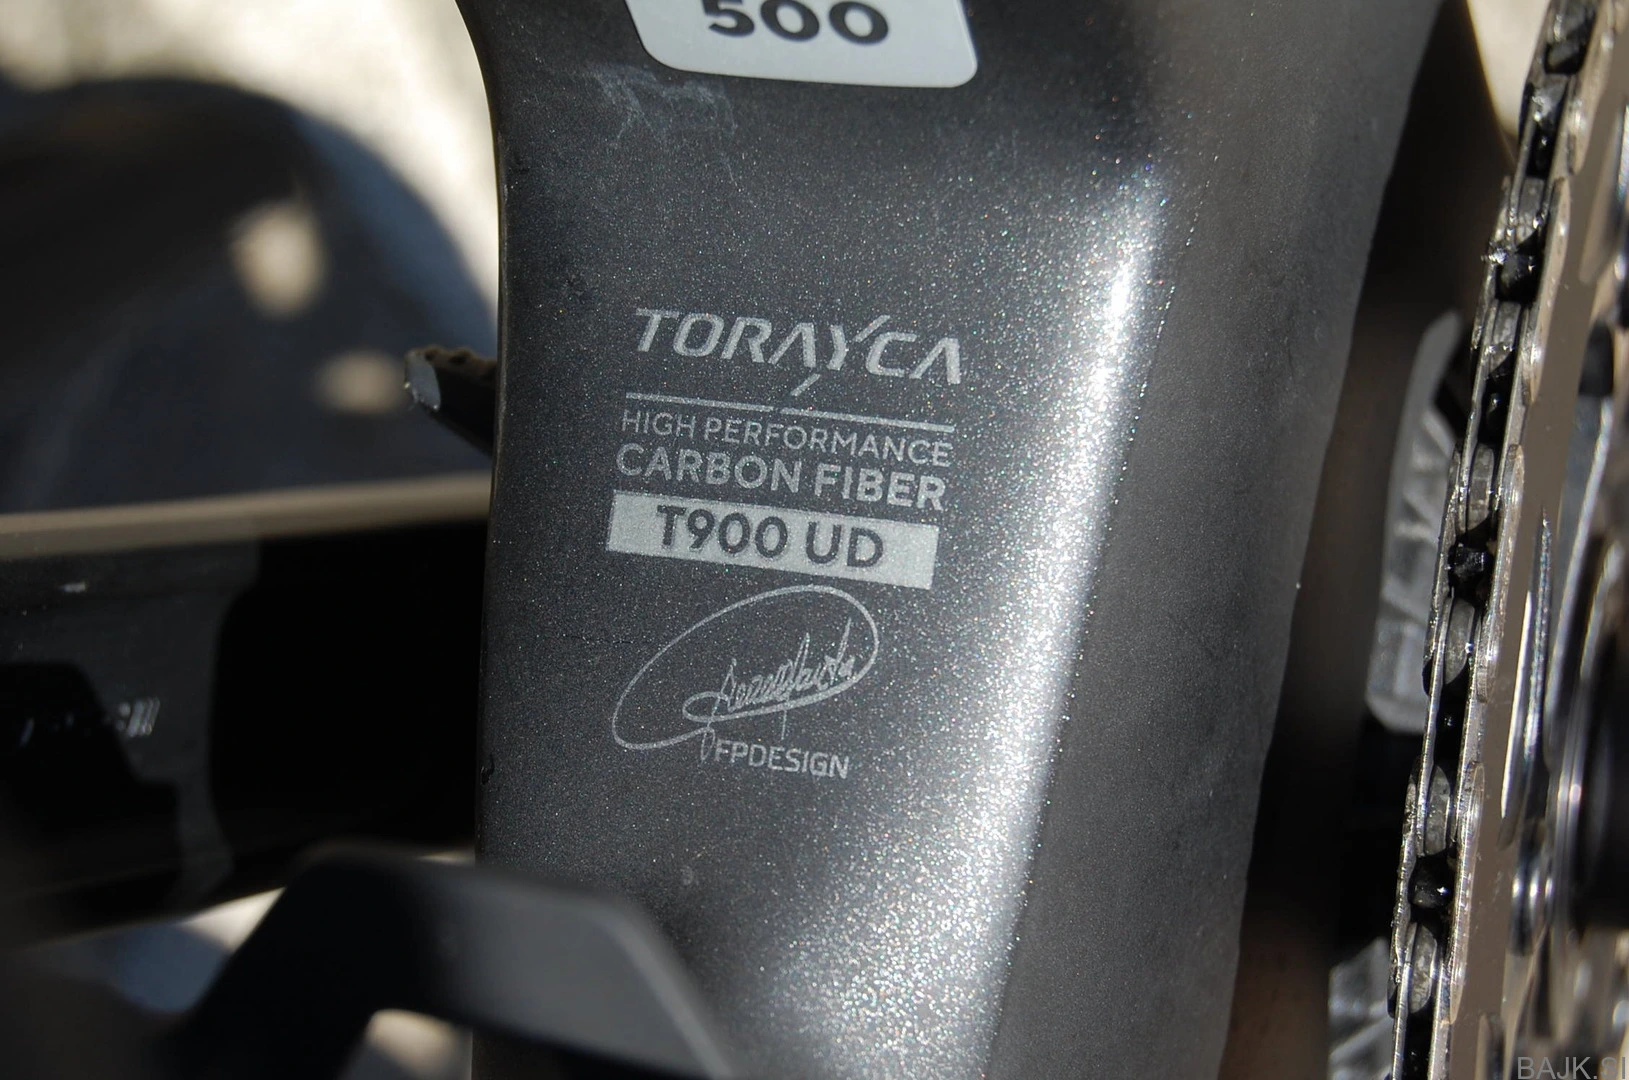 500
TORAYCA
HIGH PERFORMANCE
CARBON FIBER
T900 UD
FPDESIGN
BAJK.SI